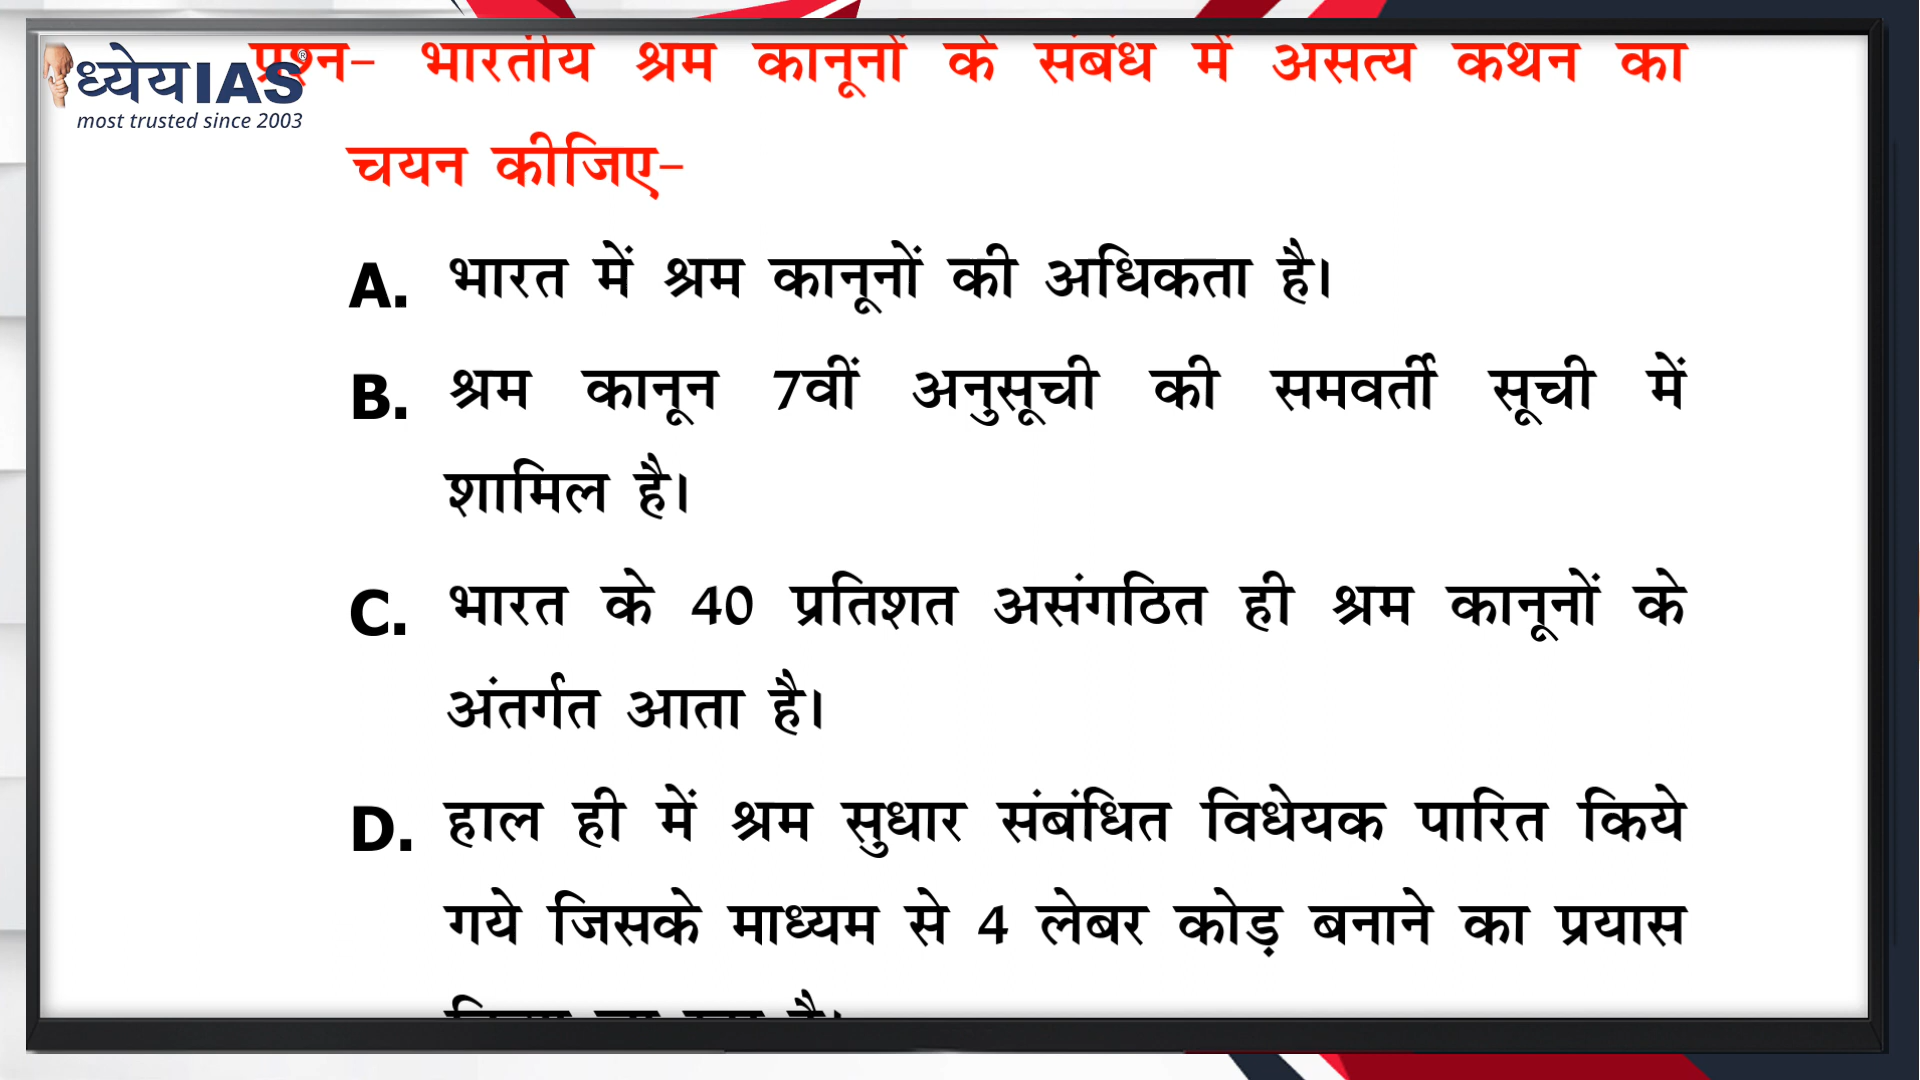 ध्येय IAS ®
most trusted since 2003
प्रश्न- भारतीय श्रम कानूनों के संबंध में असत्य कथन का
चयन कीजिए-
A. भारत में श्रम कानूनों की अधिकता है।
B. श्रम कानून 7वीं अनुसूची की समवर्ती सूची में
शामिल है।
C. भारत के 40 प्रतिशत असंगठित ही श्रम कानूनों के
अंतर्गत आता है।
D. हाल ही में श्रम सुधार संबंधित विधेयक पारित किये
गये जिसके माध्यम से 4 लेबर कोड़ बनाने का प्रयास